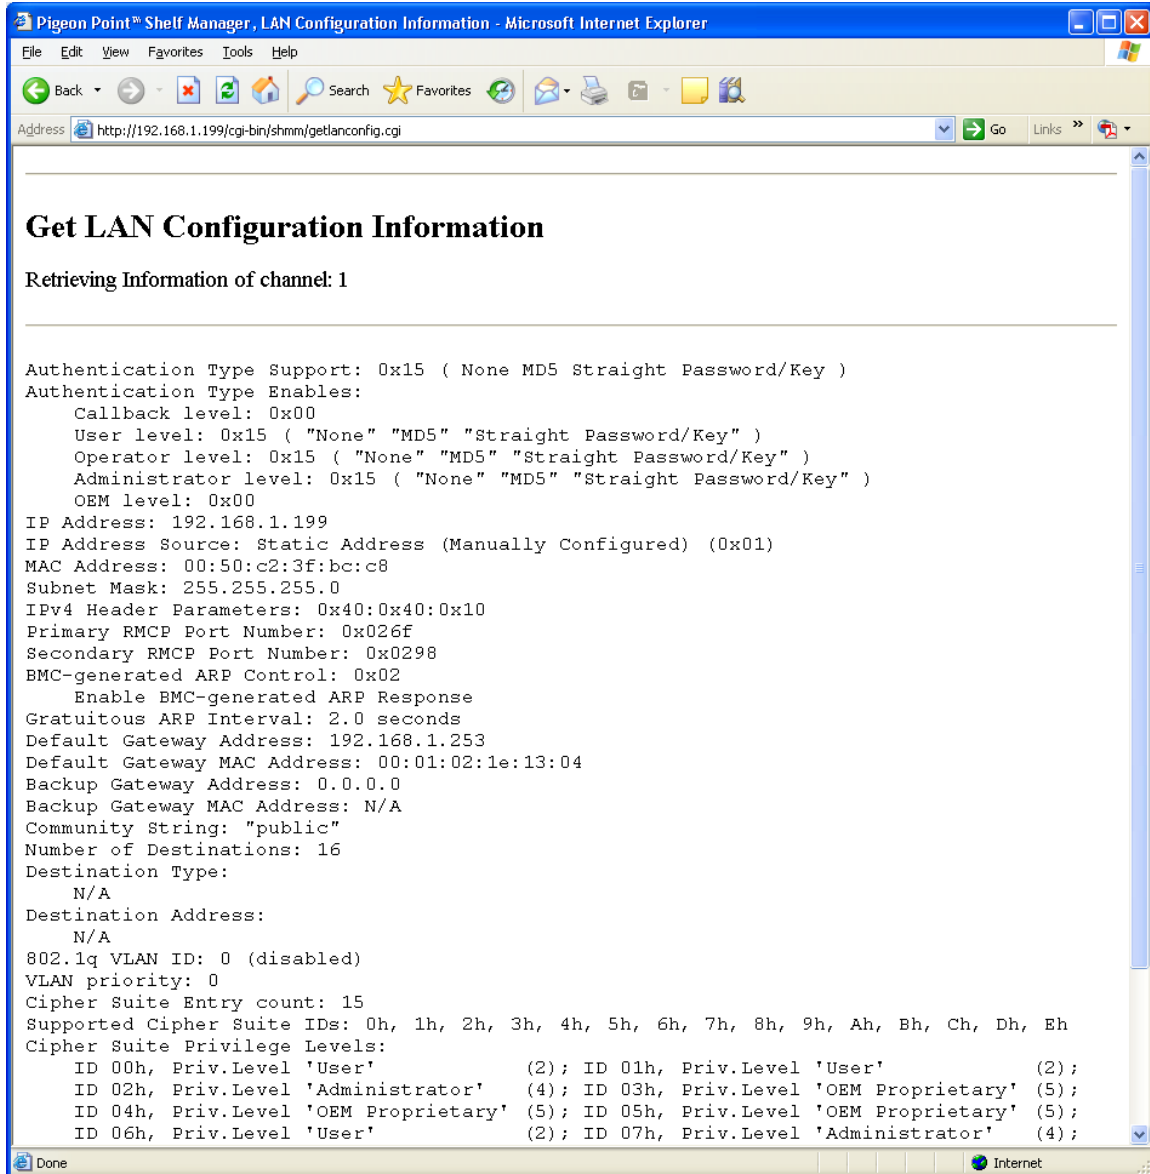 Pigeon Point™ Shelf Manager, LAN Configuration Information - Microsoft Internet Explorer
File Edit View Favorites Tools Help
Back Search Favorites
Address http://192.168.1.199/cgi-bin/shmm/getlanconfig.cgi Go Links »
Get LAN Configuration Information
Retrieving Information of channel: 1
Authentication Type Support: 0x15 ( None MD5 Straight Password/Key )
Authentication Type Enables:
    Callback level: 0x00
    User level: 0x15 ( "None" "MD5" "Straight Password/Key" )
    Operator level: 0x15 ( "None" "MD5" "Straight Password/Key" )
    Administrator level: 0x15 ( "None" "MD5" "Straight Password/Key" )
    OEM level: 0x00
IP Address: 192.168.1.199
IP Address Source: Static Address (Manually Configured) (0x01)
MAC Address: 00:50:c2:3f:bc:c8
Subnet Mask: 255.255.255.0
IPv4 Header Parameters: 0x40:0x40:0x10
Primary RMCP Port Number: 0x026f
Secondary RMCP Port Number: 0x0298
BMC-generated ARP Control: 0x02
    Enable BMC-generated ARP Response
Gratuitous ARP Interval: 2.0 seconds
Default Gateway Address: 192.168.1.253
Default Gateway MAC Address: 00:01:02:1e:13:04
Backup Gateway Address: 0.0.0.0
Backup Gateway MAC Address: N/A
Community String: "public"
Number of Destinations: 16
Destination Type:
    N/A
Destination Address:
    N/A
802.1q VLAN ID: 0 (disabled)
VLAN priority: 0
Cipher Suite Entry count: 15
Supported Cipher Suite IDs: 0h, 1h, 2h, 3h, 4h, 5h, 6h, 7h, 8h, 9h, Ah, Bh, Ch, Dh, Eh
Cipher Suite Privilege Levels:
    ID 00h, Priv.Level 'User'            (2); ID 01h, Priv.Level 'User'            (2);
    ID 02h, Priv.Level 'Administrator'   (4); ID 03h, Priv.Level 'OEM Proprietary' (5);
    ID 04h, Priv.Level 'OEM Proprietary' (5); ID 05h, Priv.Level 'OEM Proprietary' (5);
    ID 06h, Priv.Level 'User'            (2); ID 07h, Priv.Level 'Administrator'   (4);
Done Internet